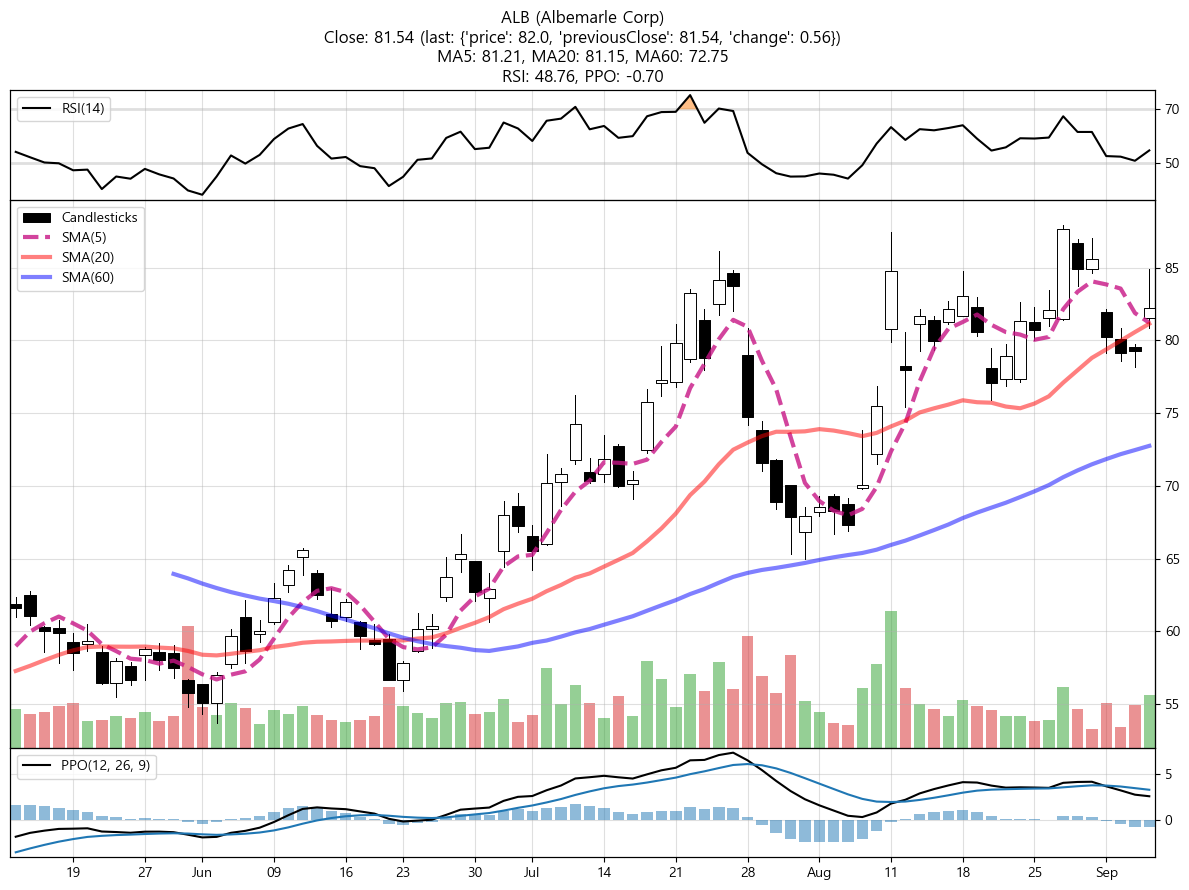 ALB (Albemarle Corp)
Close: 81.54 (last: {'price': 82.0, 'previousClose': 81.54, 'change': 0.56})
MA5: 81.21, MA20: 81.15, MA60: 72.75
RSI: 48.76, PPO: -0.70
RSI(14)
70
50
Candlesticks
SMA(5)
SMA(20)
SMA(60)
85
80
75
70
65
60
55
PPO(12, 26, 9)
5
0
19 27 Jun 09 16 23 Jul 14 21 28 Aug 11 18 25 Sep